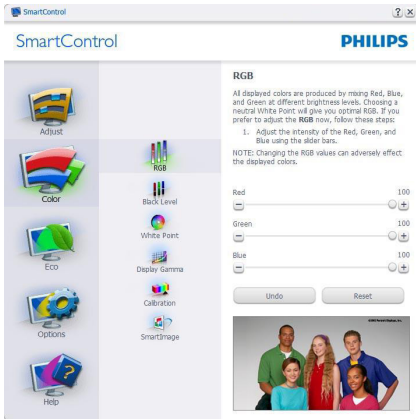 SmartControl
SmartControl
PHILIPS
Adjust
Color
Eco
Options
Help
RGB
Black Level
White Point
Display Gamma
Calibration
SmartImage
RGB
All displayed colors are produced by mixing Red, Blue,
and Green at different brightness levels. Choosing a
neutral White Point will give you optimal RGB. If you
prefer to adjust the RGB now, follow these steps:
1. Adjust the intensity of the Red, Green, and
Blue using the slider bars.
NOTE: Changing the RGB values can adversely effect
the displayed colors.
Red 100
Green 100
Blue 100
Undo Reset